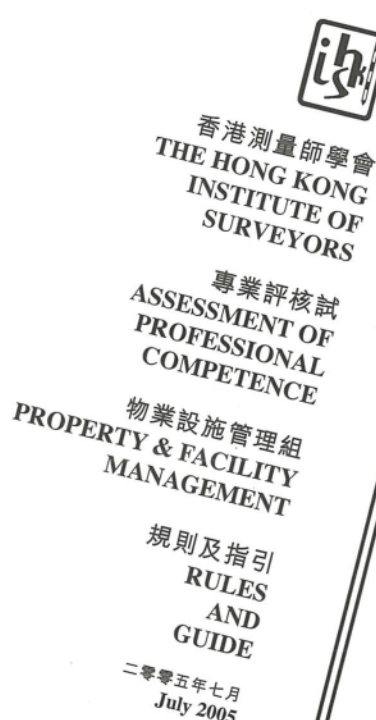 ihsk
香港測量師學會
THE HONG KONG
INSTITUTE OF
SURVEYORS
專業評核試
ASSESSMENT OF
PROFESSIONAL
COMPETENCE
物業設施管理組
PROPERTY & FACILITY
MANAGEMENT
規則及指引
RULES
AND
GUIDE
二零零五年七月
July 2005